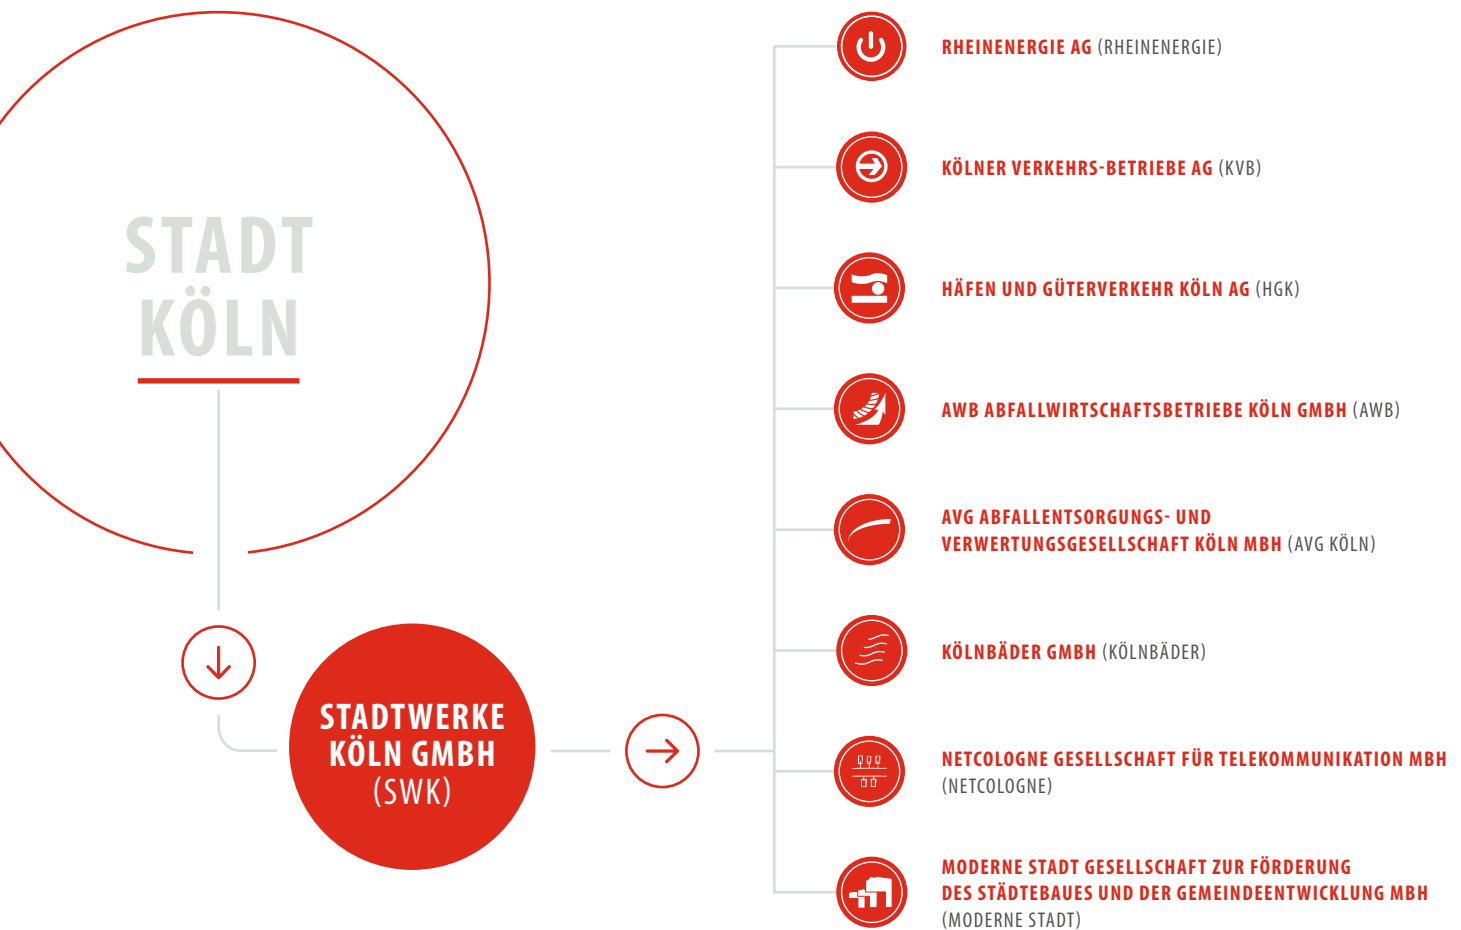 STADT
KÖLN
STADTWERKE
KÖLN GMBH
(SWK)
RHEINENERGIE AG (RHEINENERGIE)
KÖLNER VERKEHRS-BETRIEBE AG (KVB)
HÄFEN UND GÜTERVERKEHR KÖLN AG (HGK)
AWB ABFALLWIRTSCHAFTSBETRIEBE KÖLN GMBH (AWB)
AVG ABFALLENTSORGUNGS- UND
VERWERTUNGSGESELLSCHAFT KÖLN MBH (AVG KÖLN)
KÖLNBÄDER GMBH (KÖLNBÄDER)
NETCOLOGNE GESELLSCHAFT FÜR TELEKOMMUNIKATION MBH
(NETCOLOGNE)
MODERNE STADT GESELLSCHAFT ZUR FÖRDERUNG
DES STÄDTEBAUES UND DER GEMEINDEENTWICKLUNG MBH
(MODERNE STADT)